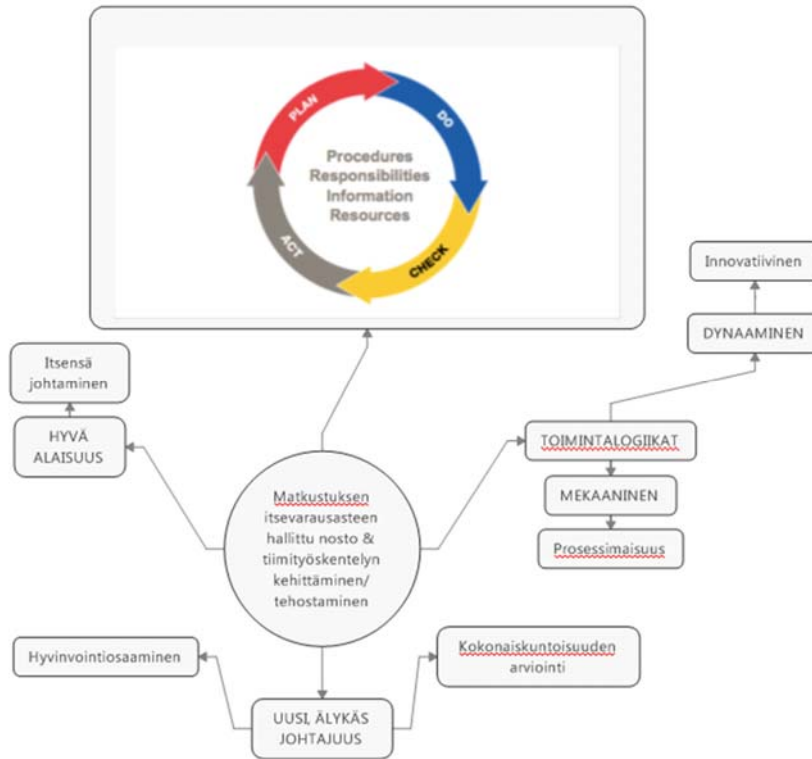 PLAN
DO
Procedures
Responsibilities
Information
Resources
ACT
CHECK
Innovatiivinen
DYNAAMINEN
Itsensä
johtaminen
HYVÄ
ALAISUUS
TOIMINTALOGIIKAT
MEKAANINEN
Prosessimaisuus
Matkustuksen
itsevarausasteen
hallittu nosto &
tiimityöskentelyn
kehittäminen/
tehostaminen
Hyvinvointiosaaminen
Kokonaiskuntoisuuden
arviointi
UUSI, ÄLYKÄS
JOHTAJUUS